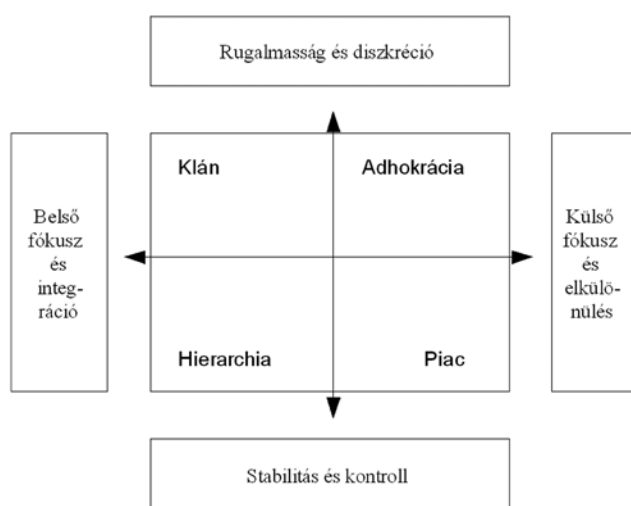 Rugalmasság és diszkréció
Klán
Adhokrácia
Belső
fókusz
és
integ-
ráció
Külső
fókusz
és
elkülö-
nülés
Hierarchia
Piac
Stabilitás és kontroll